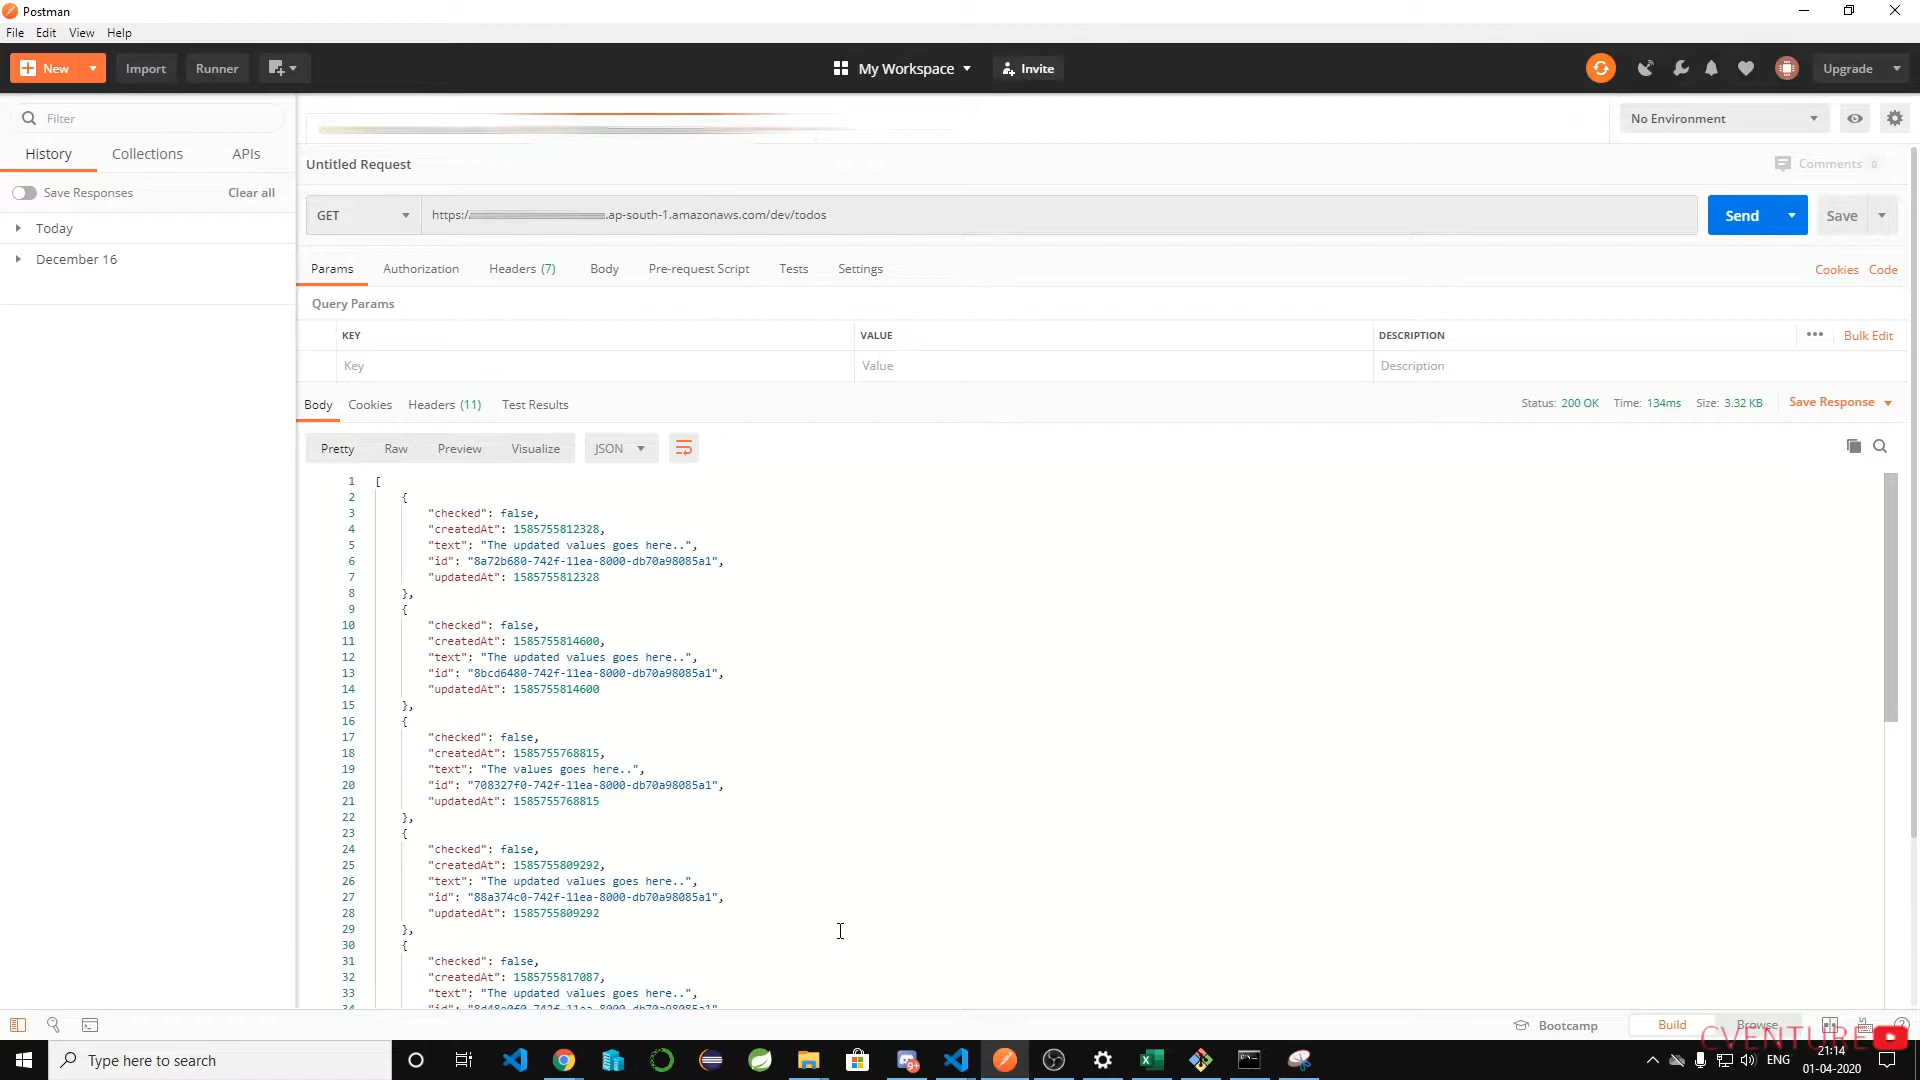 Postman
File Edit View Help
New Import Runner My Workspace Invite Upgrade
Filter
No Environment
History Collections APIs
Untitled Request
Comments 0
Save Responses Clear all
GET https:/ .ap-south-1.amazonaws.com/dev/todos Send Save
Today
December 16
Params Authorization Headers (7) Body Pre-request Script Tests Settings Cookies Code
Query Params
KEY VALUE DESCRIPTION ••• Bulk Edit
Key Value Description
Body Cookies Headers (11) Test Results Status: 200 OK Time: 134ms Size: 3.32 KB Save Response
Pretty Raw Preview Visualize JSON
1 [
2 {
3 "checked": false,
4 "createdAt": 1585755812328,
5 "text": "The updated values goes here..",
6 "id": "8a72b680-742f-11ea-8000-db70a98085a1",
7 "updatedAt": 1585755812328
8 },
9 {
10 "checked": false,
11 "createdAt": 1585755814600,
12 "text": "The updated values goes here..",
13 "id": "8bcd6480-742f-11ea-8000-db70a98085a1",
14 "updatedAt": 1585755814600
15 },
16 {
17 "checked": false,
18 "createdAt": 1585755768815,
19 "text": "The values goes here..",
20 "id": "708327f0-742f-11ea-8000-db70a98085a1",
21 "updatedAt": 1585755768815
22 },
23 {
24 "checked": false,
25 "createdAt": 1585755809292,
26 "text": "The updated values goes here..",
27 "id": "88a374c0-742f-11ea-8000-db70a98085a1",
28 "updatedAt": 1585755809292
29 },
30 {
31 "checked": false,
32 "createdAt": 1585755817087,
33 "text": "The updated values goes here..",
34 "id": "8d48e0f0-742f-11ea-8000-db70a98085a1",
Bootcamp Build Browse
CVENTURE
Type here to search
ENG
21:14
01-04-2020